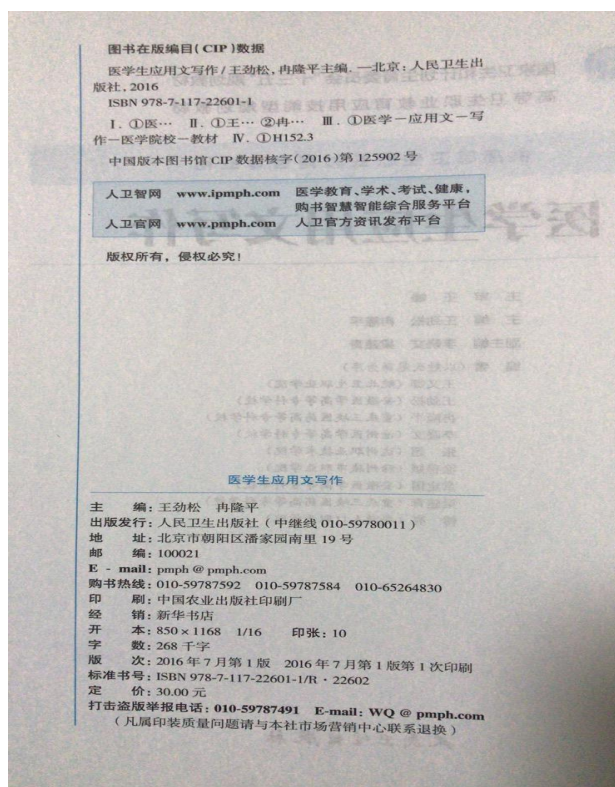 图书在版编目(CIP)数据
医学生应用文写作/王劲松,冉隆平主编.—北京:人民卫生出
版社,2016
ISBN 978-7-117-22601-1
Ⅰ.①医… Ⅱ.①王… ②冉… Ⅲ.①医学－应用文－写
作－医学院校－教材 Ⅳ.①H152.3
中国版本图书馆CIP数据核字(2016)第125902号
人卫智网 www.ipmph.com 医学教育、学术、考试、健康,
购书智慧智能综合服务平台
人卫官网 www.pmph.com 人卫官方资讯发布平台
版权所有,侵权必究!
医学生应用文写作
主 编:王劲松 冉隆平
出版发行:人民卫生出版社(中继线 010-59780011)
地 址:北京市朝阳区潘家园南里 19 号
邮 编:100021
E - mail:pmph @ pmph.com
购书热线:010-59787592 010-59787584 010-65264830
印 刷:中国农业出版社印刷厂
经 销:新华书店
开 本:850×1168 1/16 印张:10
字 数:268 千字
版 次:2016 年 7 月第 1 版 2016 年 7 月第 1 版第 1 次印刷
标准书号:ISBN 978-7-117-22601-1/R·22602
定 价:30.00 元
打击盗版举报电话:010-59787491 E-mail:WQ @ pmph.com
(凡属印装质量问题请与本社市场营销中心联系退换)